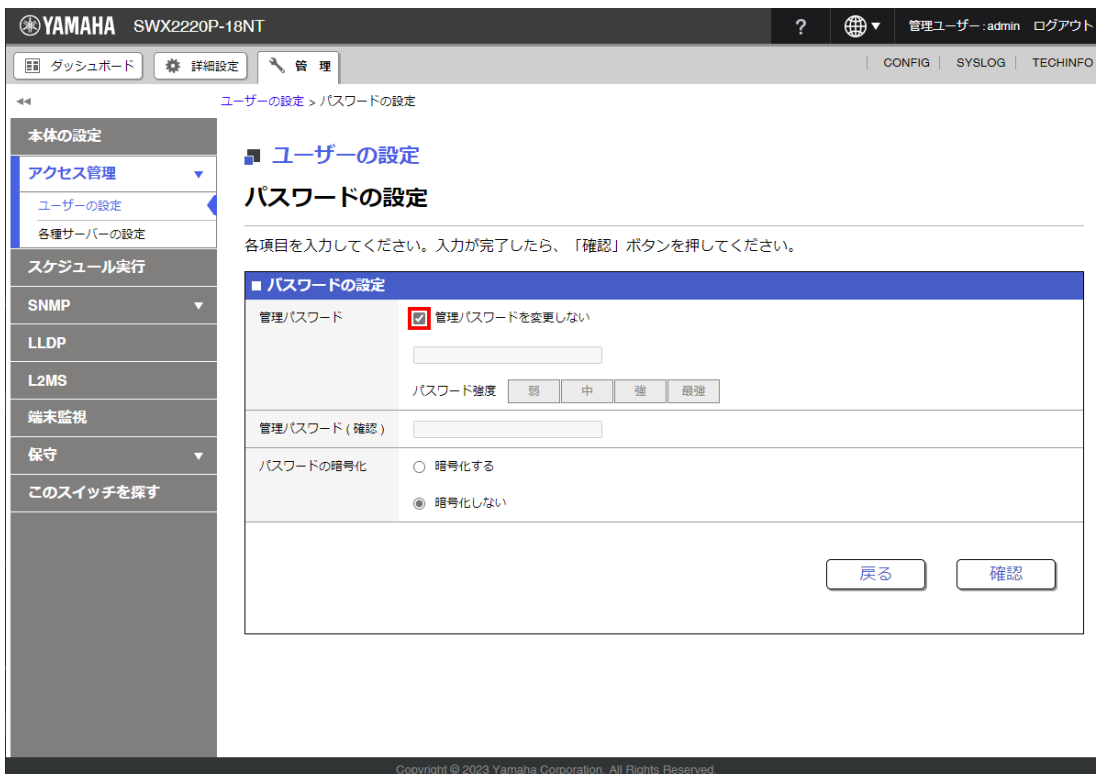 YAMAHA SWX2220P-18NT ? 管理ユーザー:admin ログアウト
ダッシュボード 詳細設定 管 理 CONFIG SYSLOG TECHINFO
ユーザーの設定 > パスワードの設定
本体の設定
アクセス管理
ユーザーの設定
各種サーバーの設定
スケジュール実行
SNMP
LLDP
L2MS
端末監視
保守
このスイッチを探す
ユーザーの設定
パスワードの設定
各項目を入力してください。入力が完了したら、「確認」ボタンを押してください。
パスワードの設定
管理パスワード 管理パスワードを変更しない
パスワード強度 弱 中 強 最強
管理パスワード ( 確認 )
パスワードの暗号化 暗号化する
暗号化しない
戻る 確認
Copyright © 2023 Yamaha Corporation. All Rights Reserved.